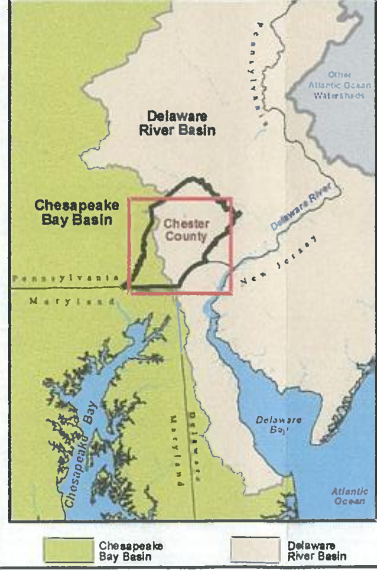 Pennsylvania
Other
Atlantic Ocean
Watersheds
Delaware
River Basin
Chesapeake
Bay Basin
Chester
County
Delaware River
New Jersey
Pennsylvania
Maryland
Chesapeake Bay
Maryland
Delaware
Delaware
Bay
Atlantic
Ocean
Chesapeake
Bay Basin
Delaware
River Basin